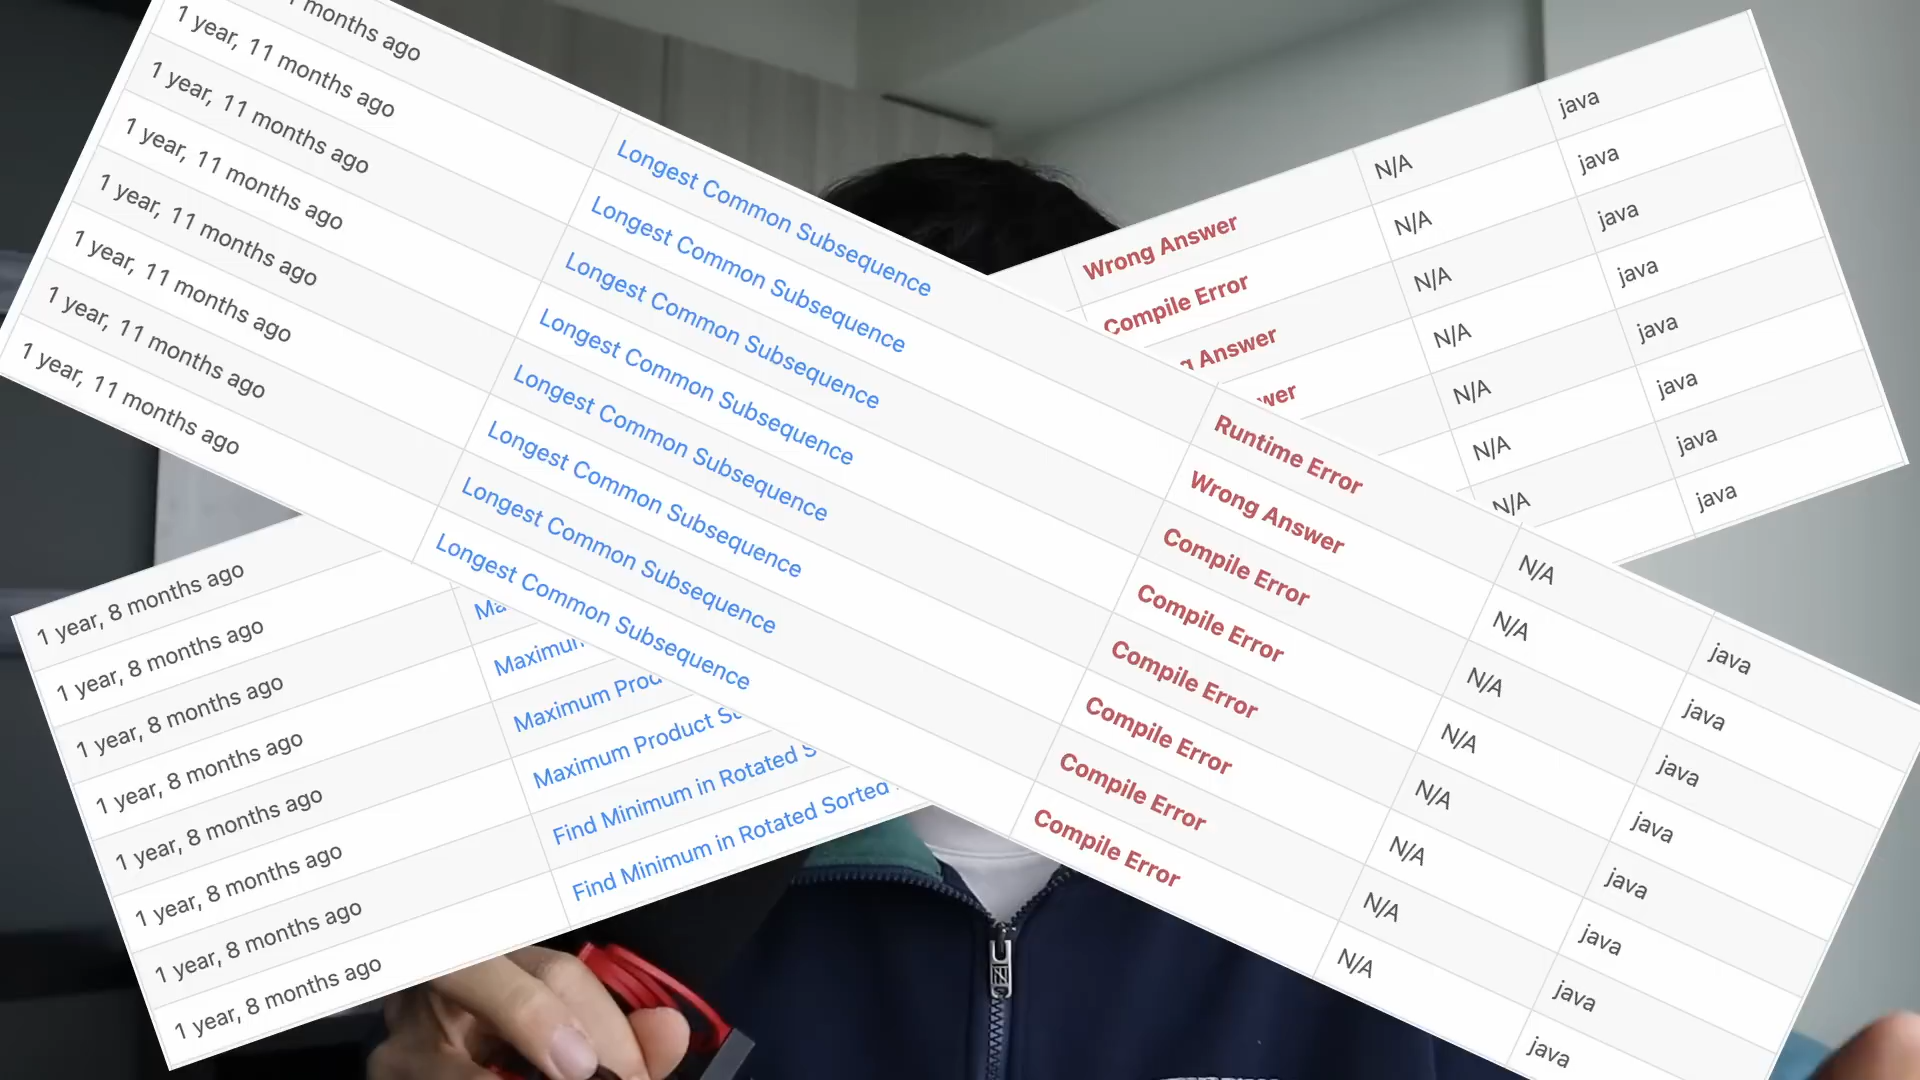 months ago
1 year, 11 months ago Longest Common Subsequence Runtime Error N/A java
1 year, 11 months ago Longest Common Subsequence Wrong Answer N/A java
1 year, 11 months ago Longest Common Subsequence Compile Error N/A java
1 year, 11 months ago Longest Common Subsequence Compile Error N/A java
1 year, 11 months ago Longest Common Subsequence Compile Error N/A java
1 year, 11 months ago Longest Common Subsequence Compile Error N/A java
1 year, 11 months ago Longest Common Subsequence Compile Error N/A java
Longest Common Subsequence Compile Error N/A java
Wrong Answer N/A java
Compile Error N/A java
Answer N/A java
N/A java
N/A java
N/A java
N/A java
java
1 year, 8 months ago
1 year, 8 months ago
1 year, 8 months ago
1 year, 8 months ago Maximum
1 year, 8 months ago Maximum Prod
1 year, 8 months ago Maximum Product
1 year, 8 months ago Find Minimum in Rotated S
1 year, 8 months ago Find Minimum in Rotated Sorted